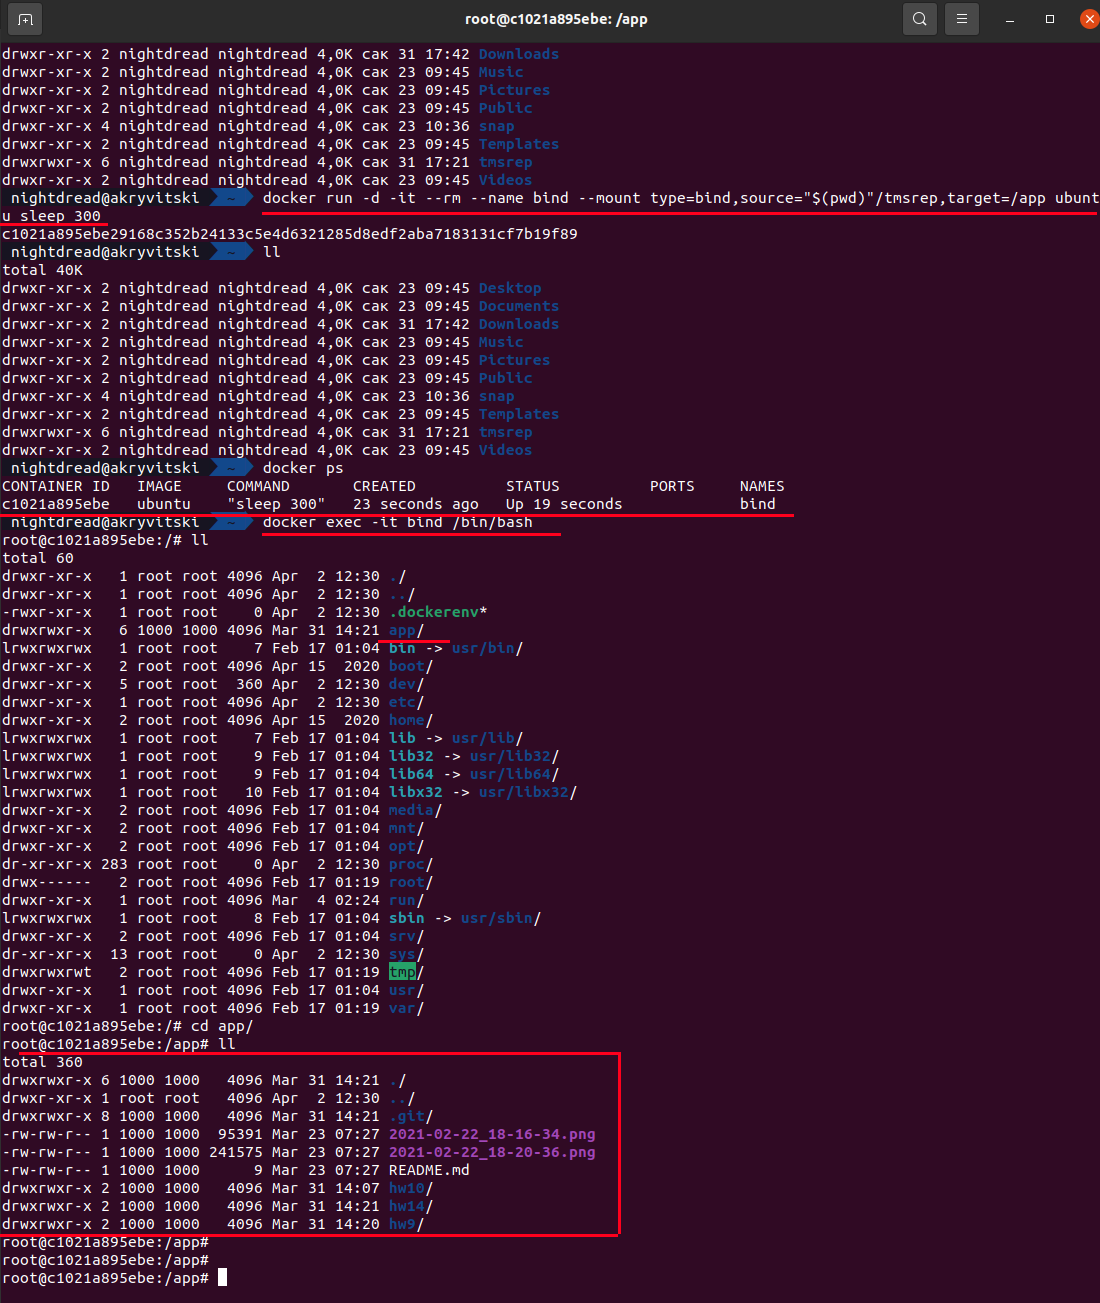 root@c1021a895ebe: /app
drwxr-xr-x 2 nightdread nightdread 4,0K сак 31 17:42 Downloads
drwxr-xr-x 2 nightdread nightdread 4,0K сак 23 09:45 Music
drwxr-xr-x 2 nightdread nightdread 4,0K сак 23 09:45 Pictures
drwxr-xr-x 2 nightdread nightdread 4,0K сак 23 09:45 Public
drwxr-xr-x 4 nightdread nightdread 4,0K сак 23 10:36 snap
drwxr-xr-x 2 nightdread nightdread 4,0K сак 23 09:45 Templates
drwxrwxr-x 6 nightdread nightdread 4,0K сак 31 17:21 tmsrep
drwxr-xr-x 2 nightdread nightdread 4,0K сак 23 09:45 Videos
nightdread@akryvitski ~ docker run -d -it --rm --name bind --mount type=bind,source="$(pwd)"/tmsrep,target=/app ubunt
u sleep 300
c1021a895ebe29168c352b24133c5e4d6321285d8edf2aba7183131cf7b19f89
nightdread@akryvitski ~ ll
total 40K
drwxr-xr-x 2 nightdread nightdread 4,0K сак 23 09:45 Desktop
drwxr-xr-x 2 nightdread nightdread 4,0K сак 23 09:45 Documents
drwxr-xr-x 2 nightdread nightdread 4,0K сак 31 17:42 Downloads
drwxr-xr-x 2 nightdread nightdread 4,0K сак 23 09:45 Music
drwxr-xr-x 2 nightdread nightdread 4,0K сак 23 09:45 Pictures
drwxr-xr-x 2 nightdread nightdread 4,0K сак 23 09:45 Public
drwxr-xr-x 4 nightdread nightdread 4,0K сак 23 10:36 snap
drwxr-xr-x 2 nightdread nightdread 4,0K сак 23 09:45 Templates
drwxrwxr-x 6 nightdread nightdread 4,0K сак 31 17:21 tmsrep
drwxr-xr-x 2 nightdread nightdread 4,0K сак 23 09:45 Videos
nightdread@akryvitski ~ docker ps
CONTAINER ID IMAGE COMMAND CREATED STATUS PORTS NAMES
c1021a895ebe ubuntu "sleep 300" 23 seconds ago Up 19 seconds bind
nightdread@akryvitski ~ docker exec -it bind /bin/bash
root@c1021a895ebe:/# ll
total 60
drwxr-xr-x 1 root root 4096 Apr 2 12:30 ./
drwxr-xr-x 1 root root 4096 Apr 2 12:30 ../
-rwxr-xr-x 1 root root 0 Apr 2 12:30 .dockerenv*
drwxrwxr-x 6 1000 1000 4096 Mar 31 14:21 app/
lrwxrwxrwx 1 root root 7 Feb 17 01:04 bin -> usr/bin/
drwxr-xr-x 2 root root 4096 Apr 15 2020 boot/
drwxr-xr-x 5 root root 360 Apr 2 12:30 dev/
drwxr-xr-x 1 root root 4096 Apr 2 12:30 etc/
drwxr-xr-x 2 root root 4096 Apr 15 2020 home/
lrwxrwxrwx 1 root root 7 Feb 17 01:04 lib -> usr/lib/
lrwxrwxrwx 1 root root 9 Feb 17 01:04 lib32 -> usr/lib32/
lrwxrwxrwx 1 root root 9 Feb 17 01:04 lib64 -> usr/lib64/
lrwxrwxrwx 1 root root 10 Feb 17 01:04 libx32 -> usr/libx32/
drwxr-xr-x 2 root root 4096 Feb 17 01:04 media/
drwxr-xr-x 2 root root 4096 Feb 17 01:04 mnt/
drwxr-xr-x 2 root root 4096 Feb 17 01:04 opt/
dr-xr-xr-x 283 root root 0 Apr 2 12:30 proc/
drwx------ 2 root root 4096 Feb 17 01:19 root/
drwxr-xr-x 1 root root 4096 Mar 4 02:24 run/
lrwxrwxrwx 1 root root 8 Feb 17 01:04 sbin -> usr/sbin/
drwxr-xr-x 2 root root 4096 Feb 17 01:04 srv/
dr-xr-xr-x 13 root root 0 Apr 2 12:30 sys/
drwxrwxrwt 2 root root 4096 Feb 17 01:19 tmp/
drwxr-xr-x 1 root root 4096 Feb 17 01:04 usr/
drwxr-xr-x 1 root root 4096 Feb 17 01:19 var/
root@c1021a895ebe:/# cd app/
root@c1021a895ebe:/app# ll
total 360
drwxrwxr-x 6 1000 1000 4096 Mar 31 14:21 ./
drwxr-xr-x 1 root root 4096 Apr 2 12:30 ../
drwxrwxr-x 8 1000 1000 4096 Mar 31 14:21 .git/
-rw-rw-r-- 1 1000 1000 95391 Mar 23 07:27 2021-02-22_18-16-34.png
-rw-rw-r-- 1 1000 1000 241575 Mar 23 07:27 2021-02-22_18-20-36.png
-rw-rw-r-- 1 1000 1000 9 Mar 23 07:27 README.md
drwxrwxr-x 2 1000 1000 4096 Mar 31 14:07 hw10/
drwxrwxr-x 2 1000 1000 4096 Mar 31 14:21 hw14/
drwxrwxr-x 2 1000 1000 4096 Mar 31 14:20 hw9/
root@c1021a895ebe:/app#
root@c1021a895ebe:/app#
root@c1021a895ebe:/app#